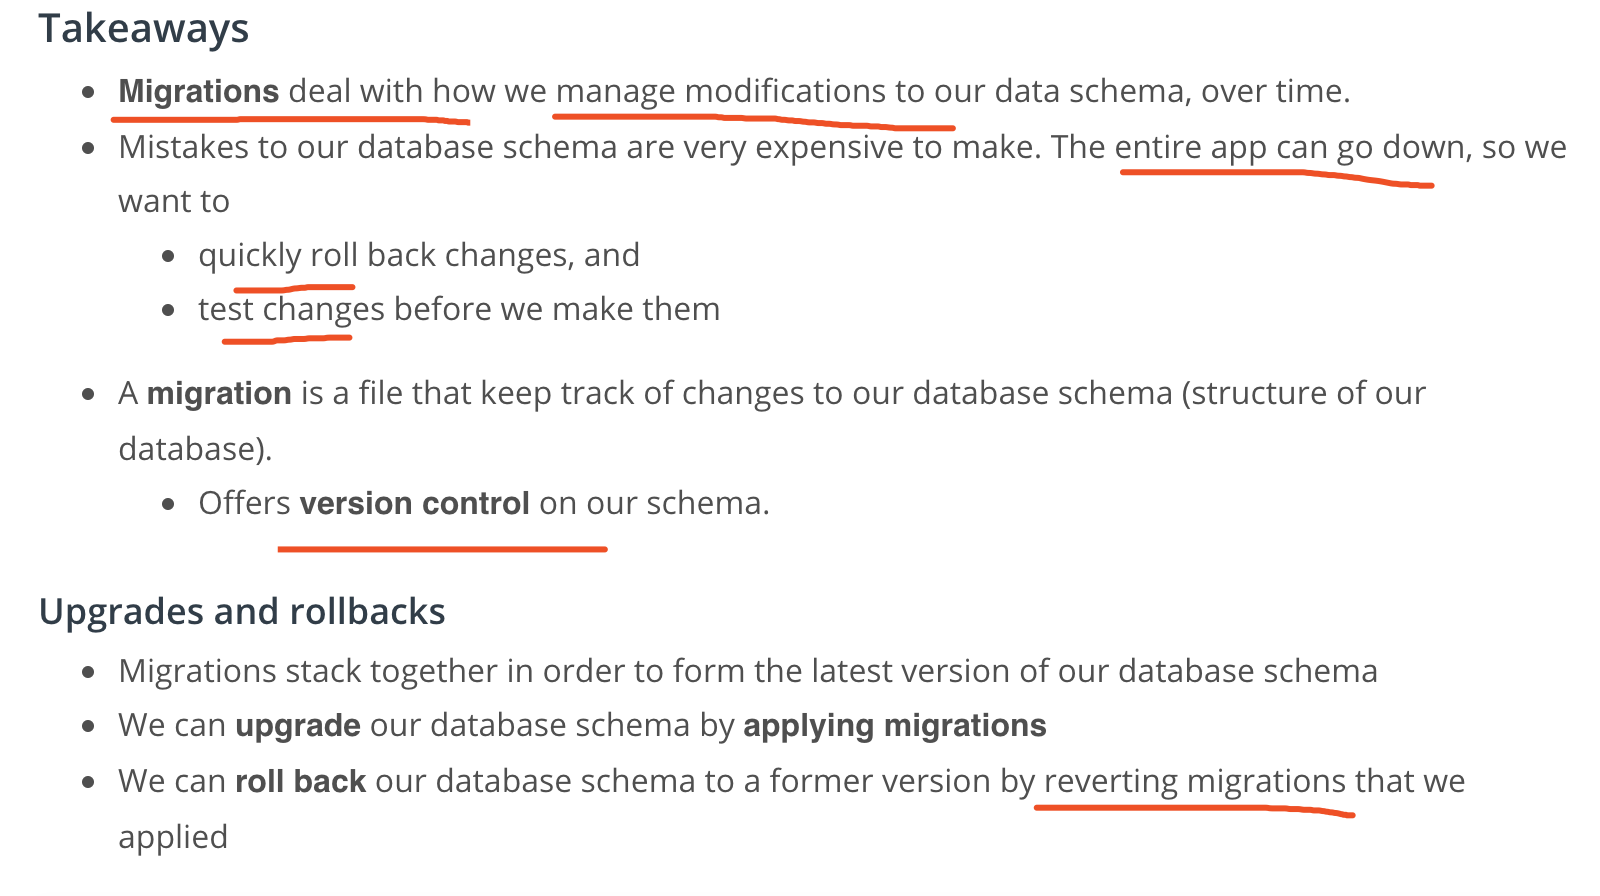 Takeaways
Migrations deal with how we manage modifications to our data schema, over time.
Mistakes to our database schema are very expensive to make. The entire app can go down, so we
want to
quickly roll back changes, and
test changes before we make them
A migration is a file that keep track of changes to our database schema (structure of our
database).
Offers version control on our schema.
Upgrades and rollbacks
Migrations stack together in order to form the latest version of our database schema
We can upgrade our database schema by applying migrations
We can roll back our database schema to a former version by reverting migrations that we
applied